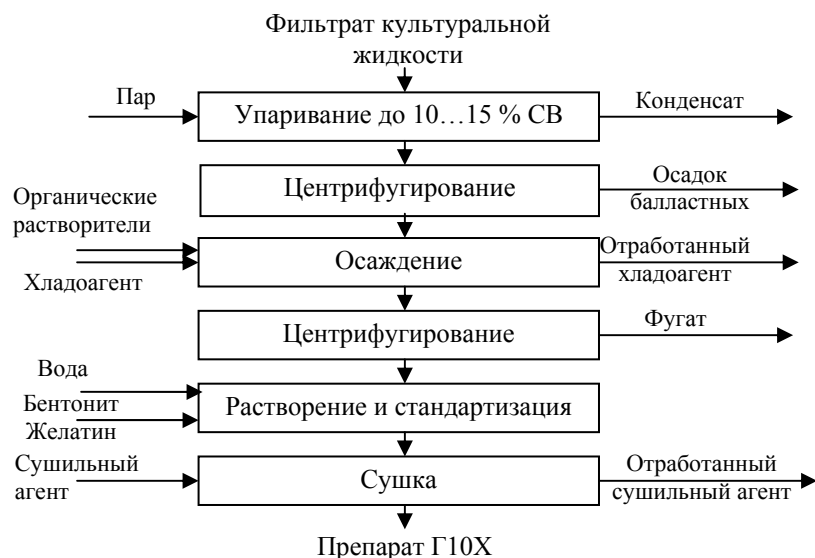 Фильтрат культуральной
жидкости
Пар
Упаривание до 10…15 % СВ
Конденсат
Центрифугирование
Осадок
балластных
Органические
растворители
Хладоагент
Осаждение
Отработанный
хладоагент
Центрифугирование
Фугат
Вода
Бентонит
Желатин
Растворение и стандартизация
Сушильный
агент
Сушка
Отработанный
сушильный агент
Препарат Г10Х